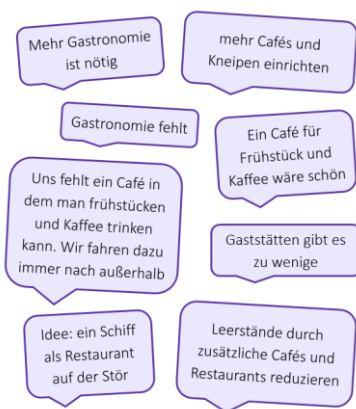 Mehr Gastronomie
ist nötig
mehr Cafés und
Kneipen einrichten
Gastronomie fehlt
Ein Café für
Frühstück und
Kaffee wäre schön
Uns fehlt ein Café in
dem man frühstücken
und Kaffee trinken
kann. Wir fahren dazu
immer nach außerhalb
Gaststätten gibt es
zu wenige
Idee: ein Schiff
als Restaurant
auf der Stör
Leerstände durch
zusätzliche Cafés und
Restaurants reduzieren